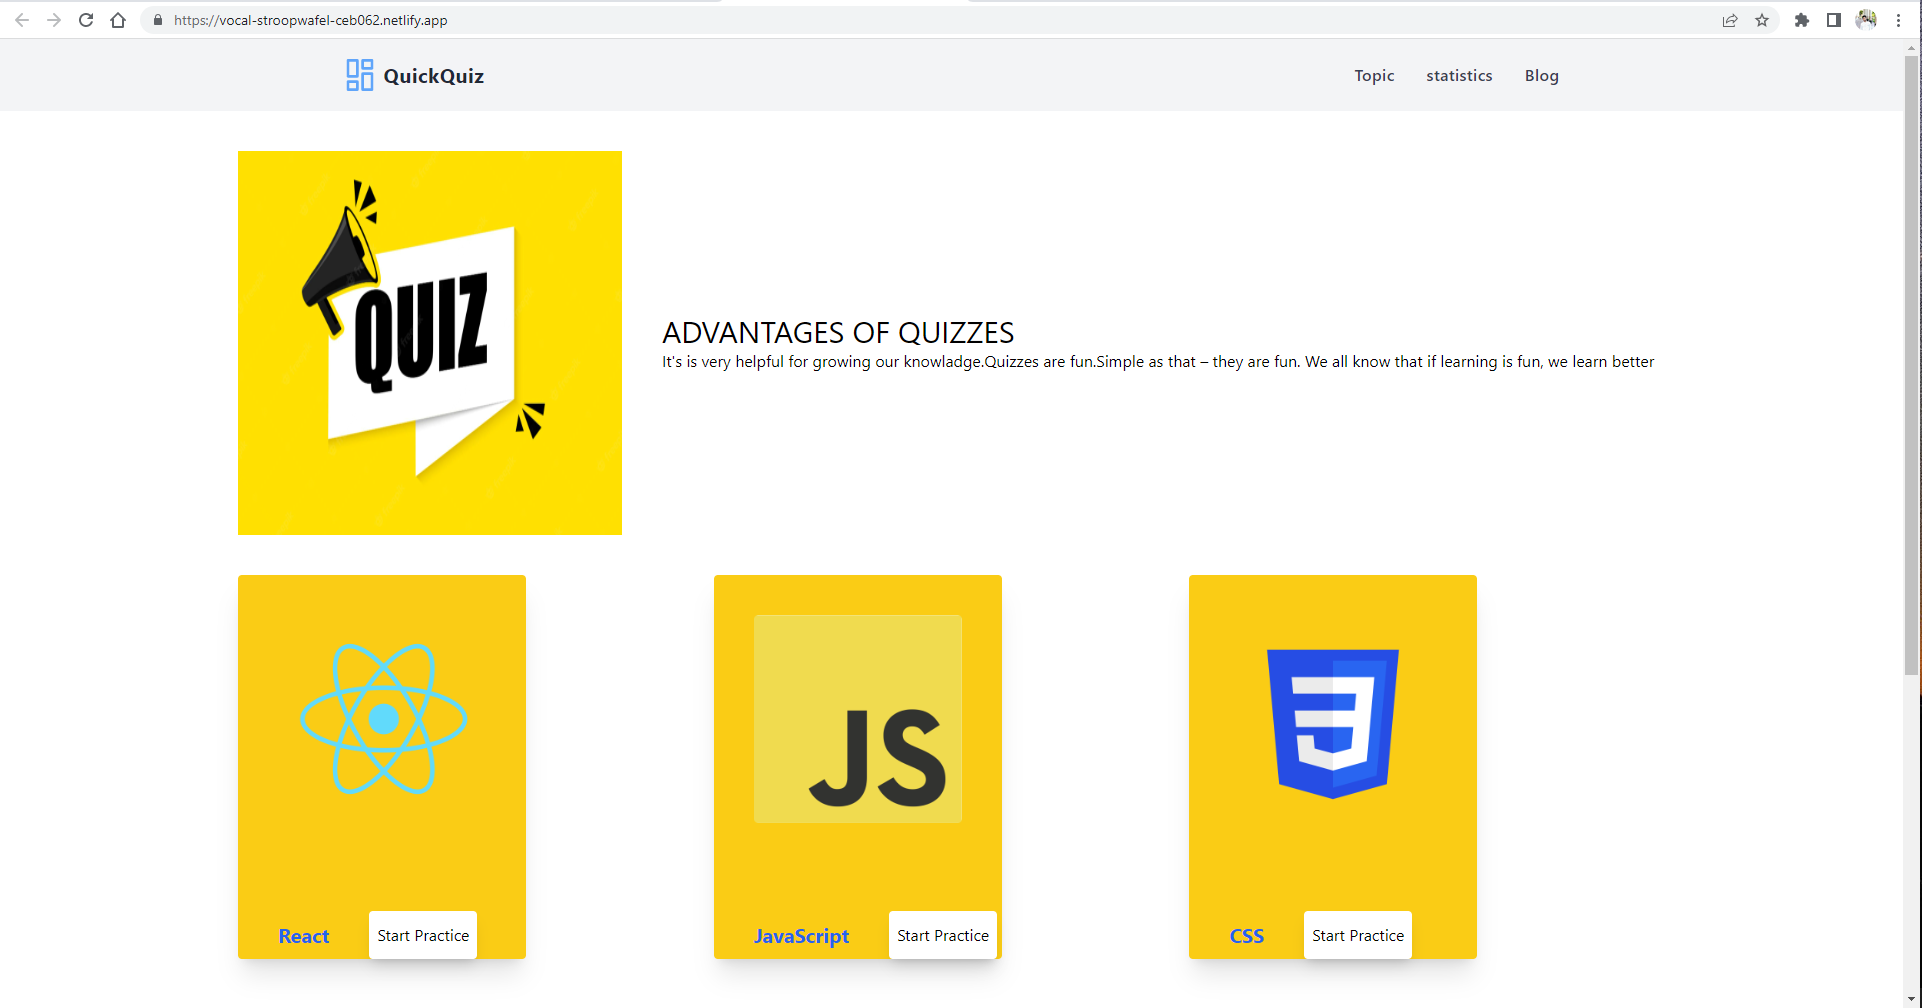 https://vocal-stroopwafel-ceb062.netlify.app
QuickQuiz Topic statistics Blog
QUIZ
ADVANTAGES OF QUIZZES
It's is very helpful for growing our knowladge.Quizzes are fun.Simple as that – they are fun. We all know that if learning is fun, we learn better
JS
React Start Practice JavaScript Start Practice CSS Start Practice